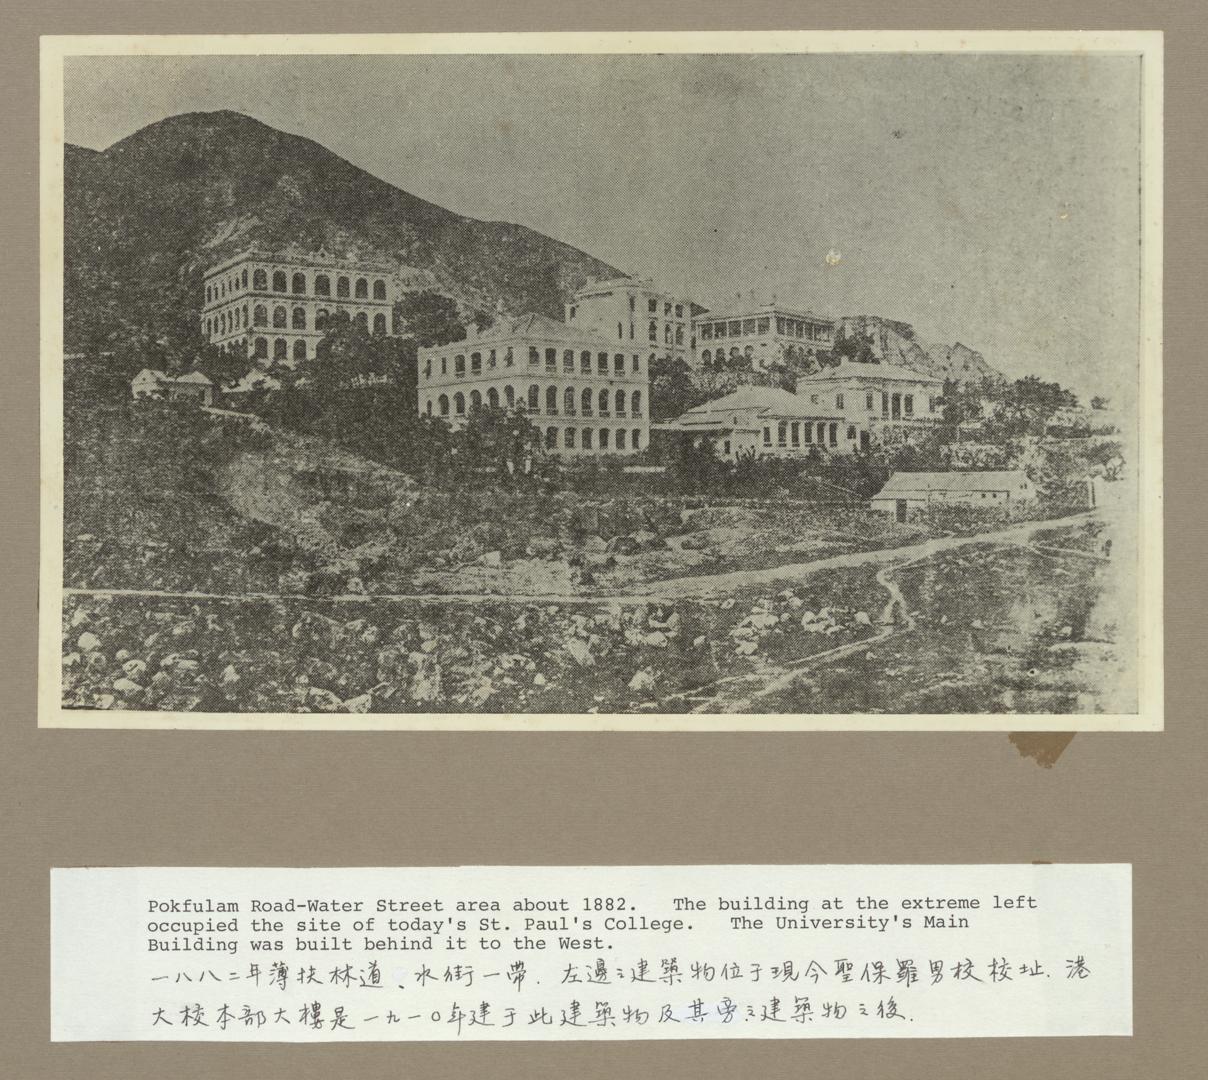 Pokfulam Road-Water Street area about 1882.   The building at the extreme left
occupied the site of today's St. Paul's College.   The University's Main
Building was built behind it to the West.
一八八二年薄扶林道、水街一帶. 左邊之建築物位于現今聖保羅男校校址. 港
大校本部大樓是一九一〇年建于此建築物及其旁之建築物之後.